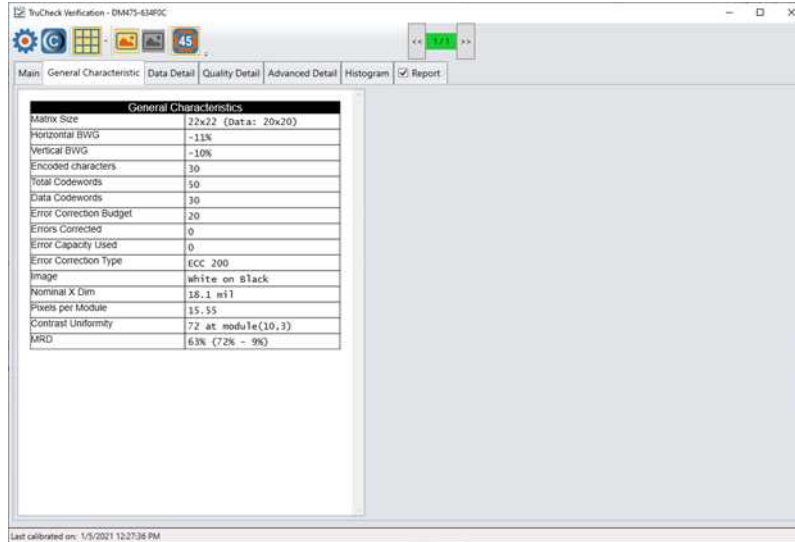 TruCheck Verification - DM475-634F0C
45
<< 1/1 >>
Main General Characteristic Data Detail Quality Detail Advanced Detail Histogram Report
General Characteristics
Matrix Size 22x22 (Data: 20x20)
Horizontal BWG -11%
Vertical BWG -10%
Encoded characters 30
Total Codewords 50
Data Codewords 30
Error Correction Budget 20
Errors Corrected 0
Error Capacity Used 0
Error Correction Type ECC 200
Image White on Black
Nominal X Dim 18.1 mil
Pixels per Module 15.55
Contrast Uniformity 72 at module(10,3)
MRD 63% (72% - 9%)
Last calibrated on: 1/5/2021 12:27:36 PM